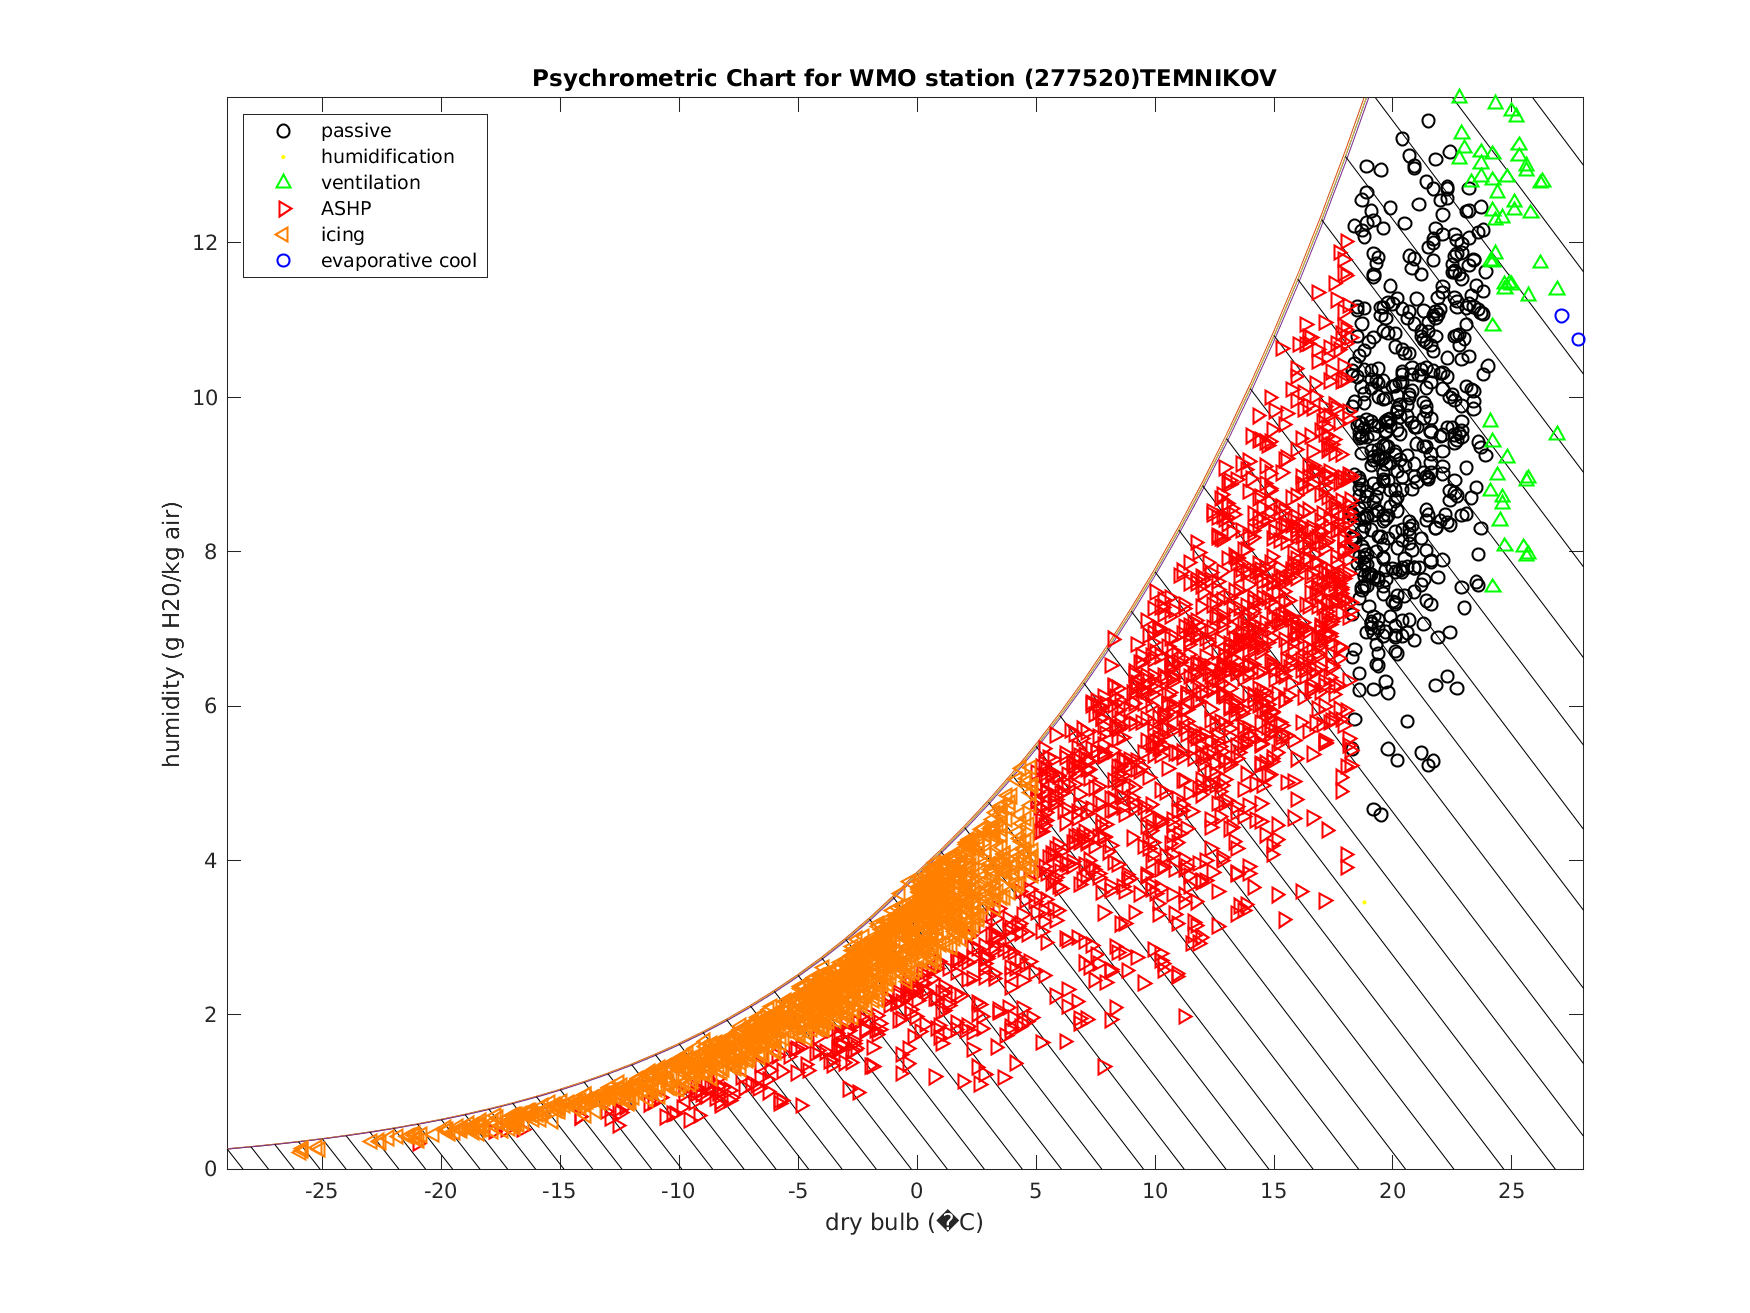 Psychrometric Chart for WMO station (277520)TEMNIKOV
passive
humidification
ventilation
ASHP
icing
evaporative cool
humidity (g H20/kg air)
12
10
8
6
4
2
0
-25 -20 -15 -10 -5 0 5 10 15 20 25
dry bulb (�C)